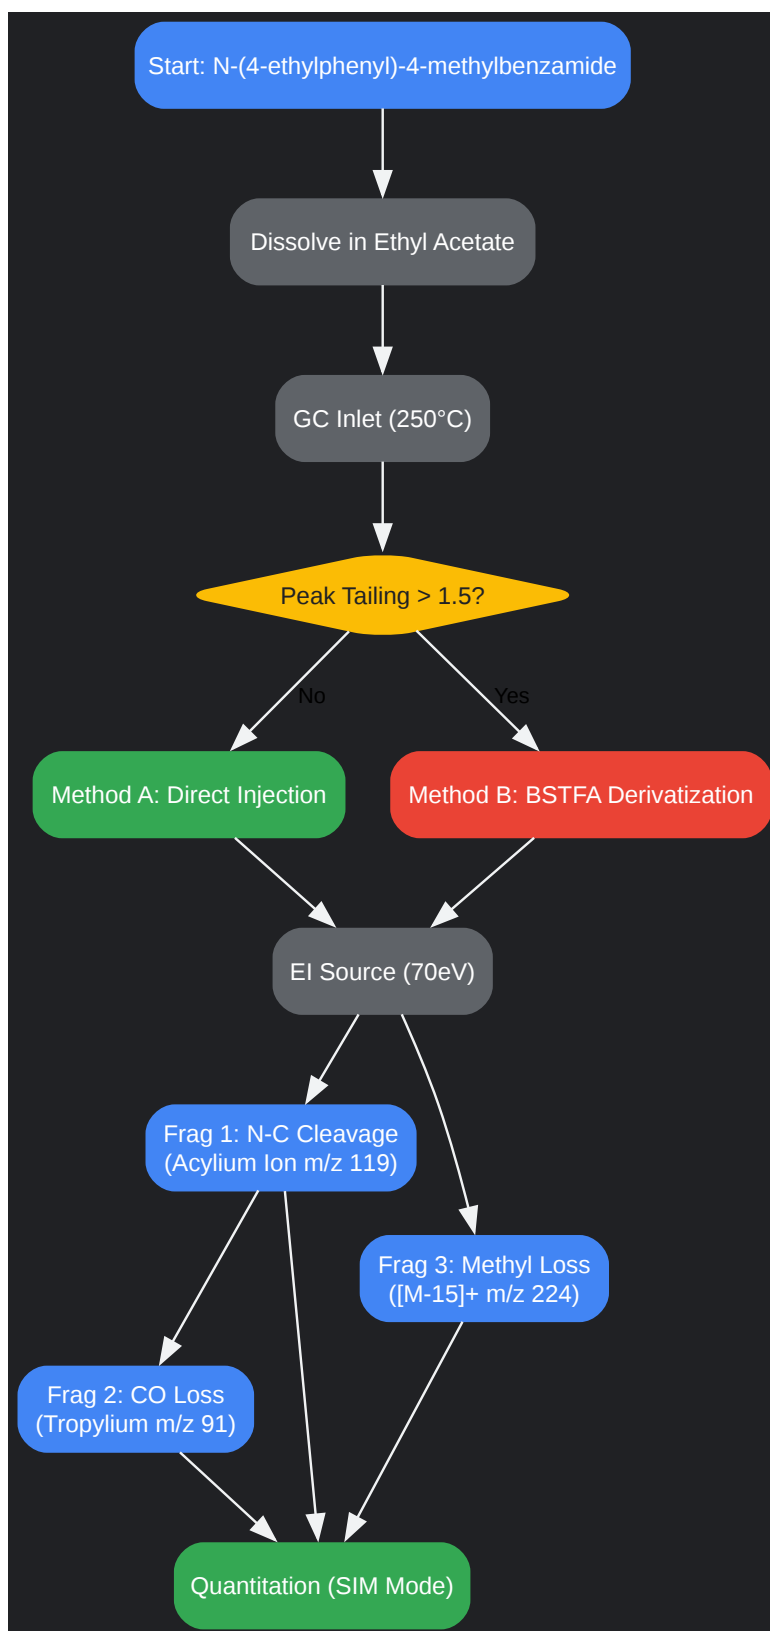 Start: N-(4-ethylphenyl)-4-methylbenzamide
Dissolve in Ethyl Acetate
GC Inlet (250°C)
Peak Tailing > 1.5?
No
Yes
Method A: Direct Injection
Method B: BSTFA Derivatization
EI Source (70eV)
Frag 1: N-C Cleavage
(Acylium Ion m/z 119)
Frag 3: Methyl Loss
([M-15]+ m/z 224)
Frag 2: CO Loss
(Tropylium m/z 91)
Quantitation (SIM Mode)